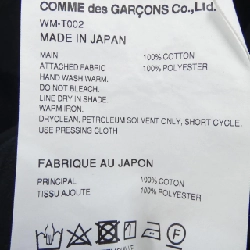 COMME des GARÇONS Co.,Ltd.
WM-T002
MADE IN JAPAN
MAIN 100% COTTON
ATTACHED FABRIC 100% POLYESTER
HAND WASH WARM.
DO NOT BLEACH.
LINE DRY IN SHADE.
WARM IRON.
DRYCLEAN, PETROLEUM SOLVENT ONLY, SHORT CYCLE.
USE PRESSING CLOTH
FABRIQUE AU JAPON
PRINCIPAL 100% COTON
TISSU AJOUTE 100% POLYESTER